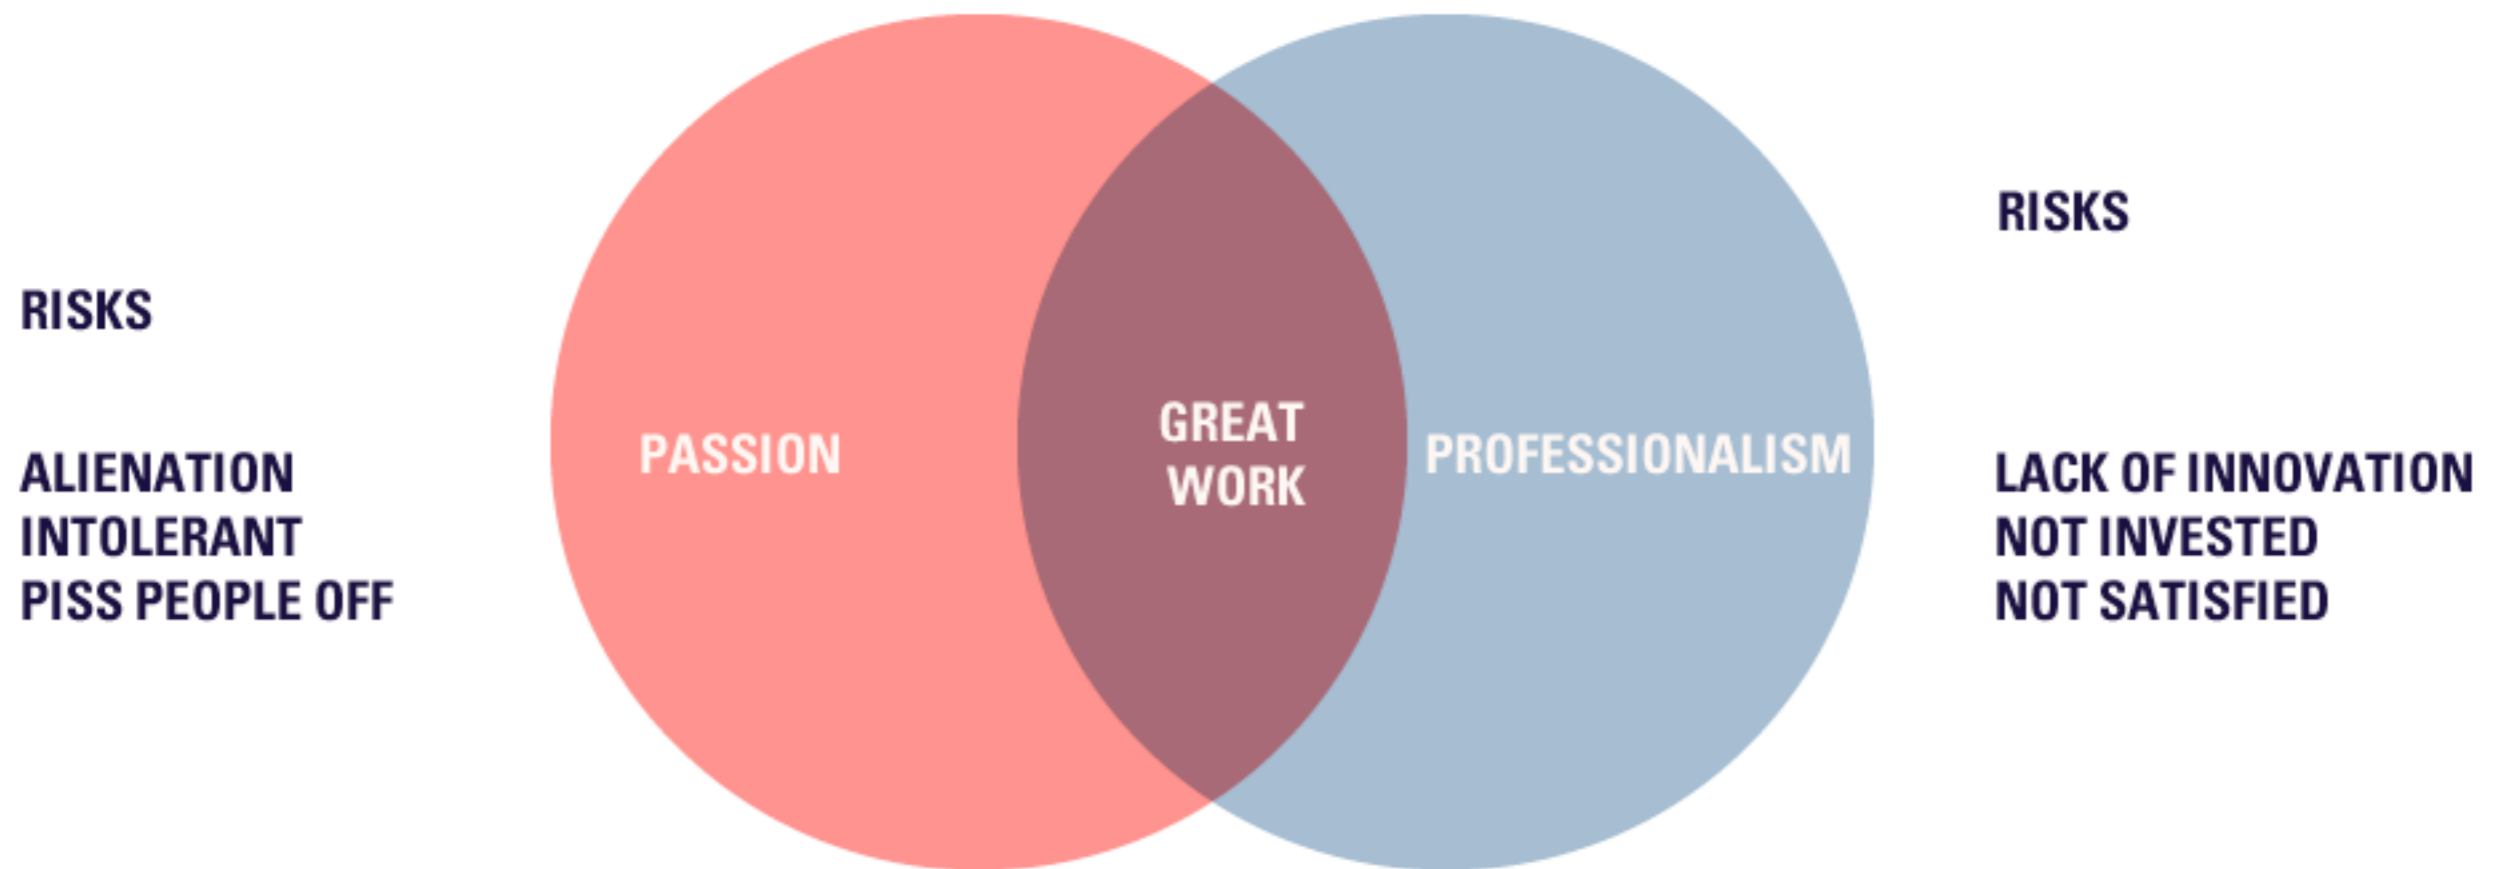 RISKS
ALIENATION
INTOLERANT
PISS PEOPLE OFF
PASSION
GREAT
WORK
PROFESSIONALISM
RISKS
LACK OF INNOVATION
NOT INVESTED
NOT SATISFIED